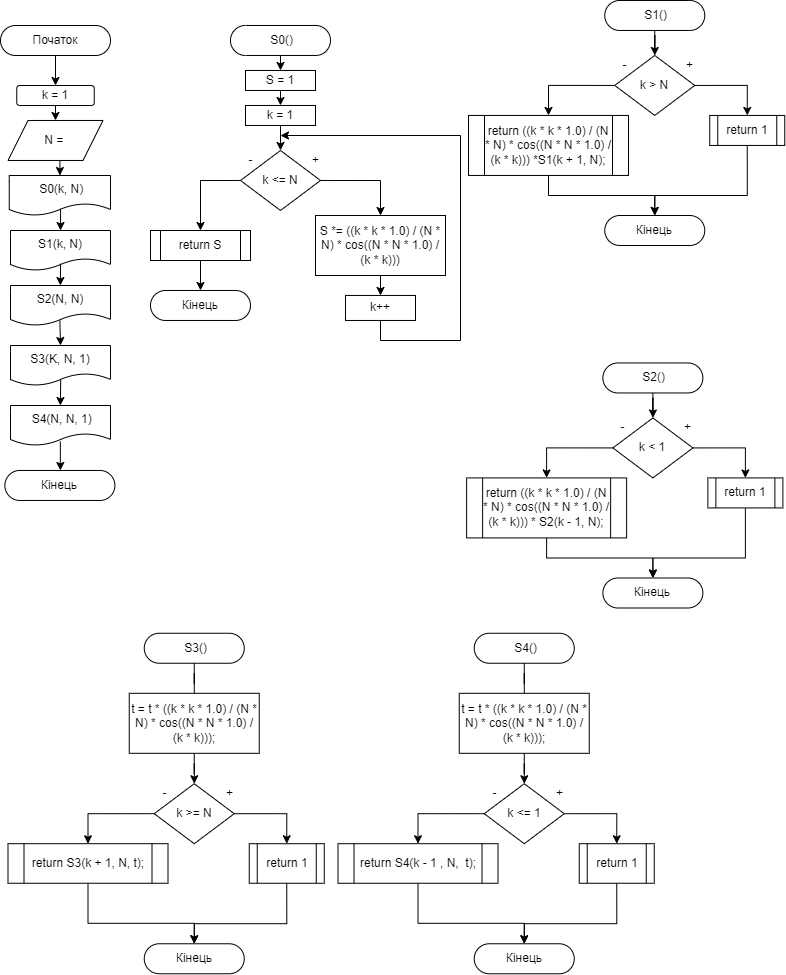 Початок
k = 1
N =
S0(k, N)
S1(k, N)
S2(N, N)
S3(K, N, 1)
S4(N, N, 1)
Кінець
S0()
S = 1
k = 1
-
+
k <= N
return S
S *= ((k * k * 1.0) / (N *
N) * cos((N * N * 1.0) /
(k * k)))
k++
Кінець
S1()
-
+
k > N
return ((k * k * 1.0) / (N
* N) * cos((N * N * 1.0) /
(k * k))) *S1(k + 1, N);
return 1
Кінець
S2()
-
+
k < 1
return ((k * k * 1.0) / (N
* N) * cos((N * N * 1.0) /
(k * k))) * S2(k - 1, N);
return 1
Кінець
S3()
t = t * ((k * k * 1.0) / (N *
N) * cos((N * N * 1.0) /
(k * k)));
-
+
k >= N
return S3(k + 1, N, t);
return 1
Кінець
S4()
t = t * ((k * k * 1.0) / (N *
N) * cos((N * N * 1.0) /
(k * k)));
-
+
k <= 1
return S4(k - 1 , N, t);
return 1
Кінець